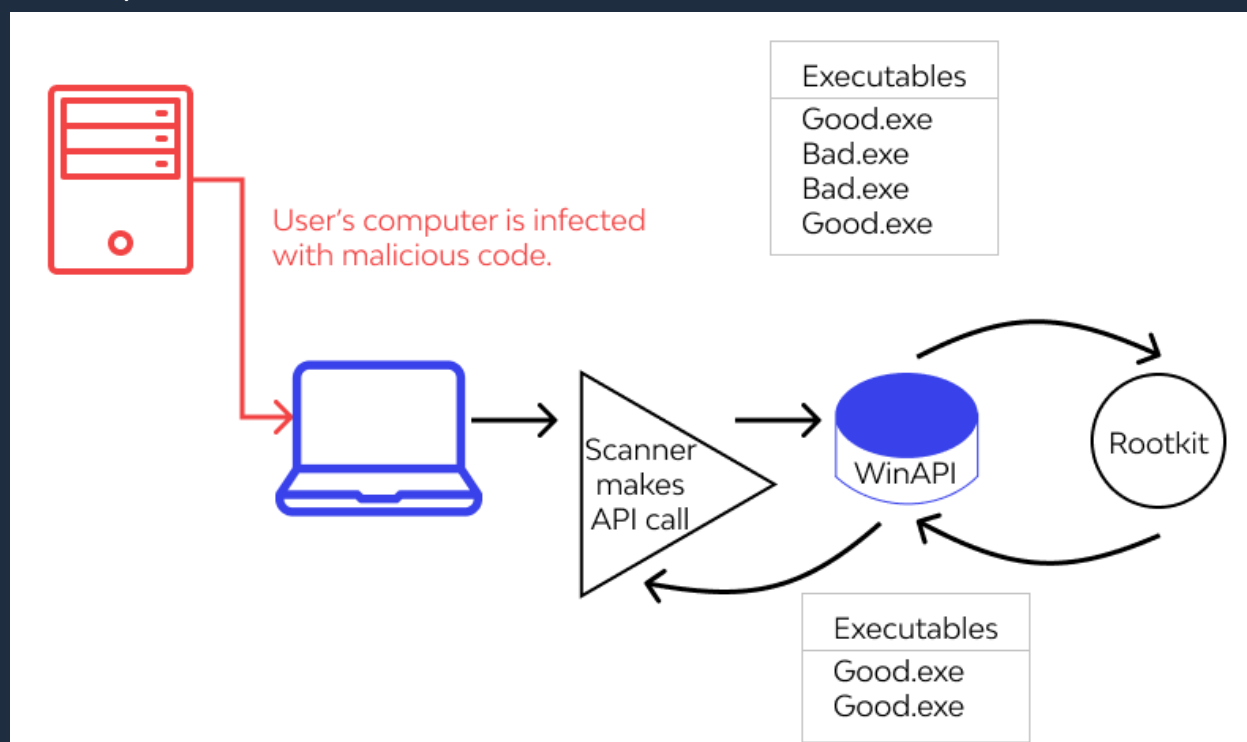 Executables
Good.exe
Bad.exe
Bad.exe
Good.exe
User's computer is infected
with malicious code.
Scanner
makes
API call
WinAPI
Rootkit
Executables
Good.exe
Good.exe